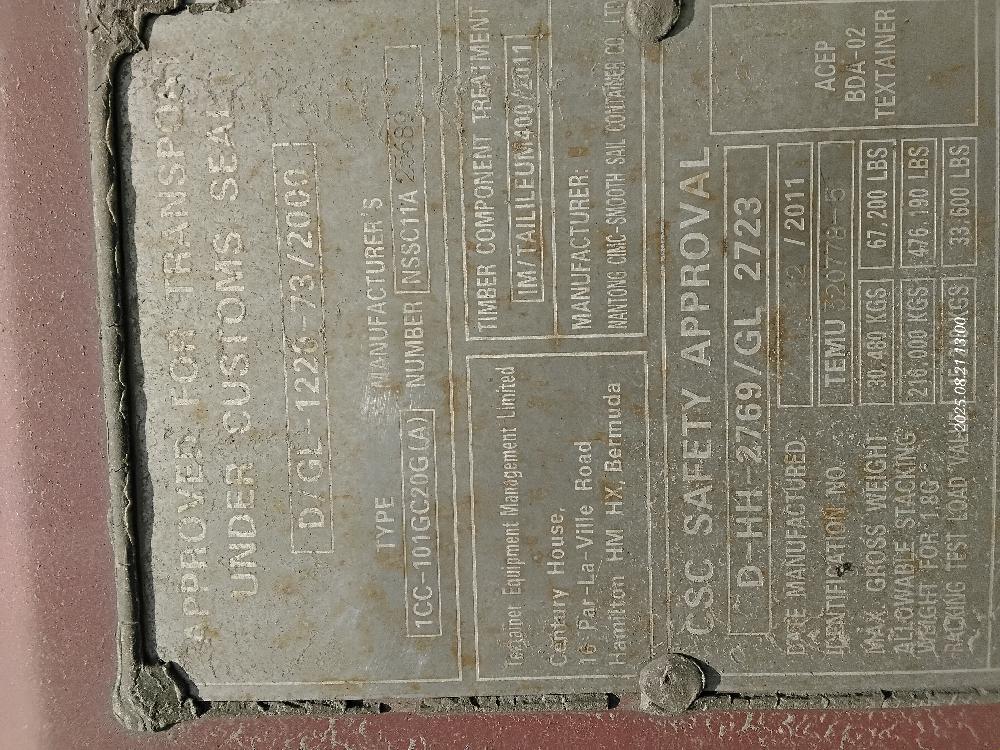 APPROVED FOR TRANSPORT
UNDER CUSTOMS SEAL
D/GL-1226-73/2000
TYPE
MANUFACTURER'S
1CC-101GC20G(A)
NUMBER
NSSC11A
Textainer Equipment Management Limited
Century House,
16 Par-La-Ville Road
Hamilton HM HX, Bermuda
TIMBER COMPONENT TREATMENT
1M/TAILILEUM400/2011
MANUFACTURER:
NANTONG CIMC-SMOOTH SAIL CONTAINER CO., LTD
CSC SAFETY APPROVAL
D-HH-2769/GL 2723
DATE MANUFACTURED
/2011
IDENTIFICATION NO.
TEMU 207778-5
MAX. GROSS WEIGHT
30.480 KGS
67.200 LBS
ALLOWABLE STACKING
WEIGHT FOR 1.8G
216.000 KGS
476.190 LBS
RACKING TEST LOAD VALUE
KGS
33.600 LBS
ACEP
BDA-02
TEXTAINER
2025.08.21 13:00